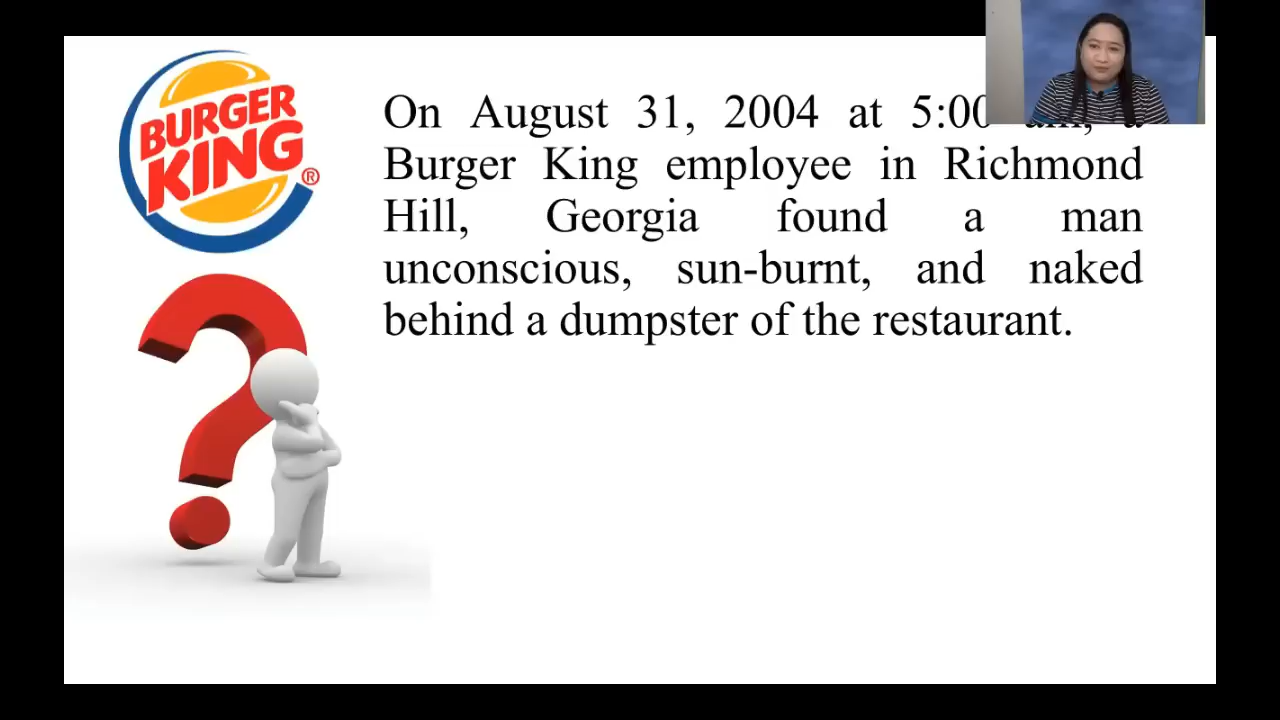 BURGER
KING
®
On August 31, 2004 at 5:00
Burger King employee in Richmond
Hill, Georgia found a man
unconscious, sun-burnt, and naked
behind a dumpster of the restaurant.